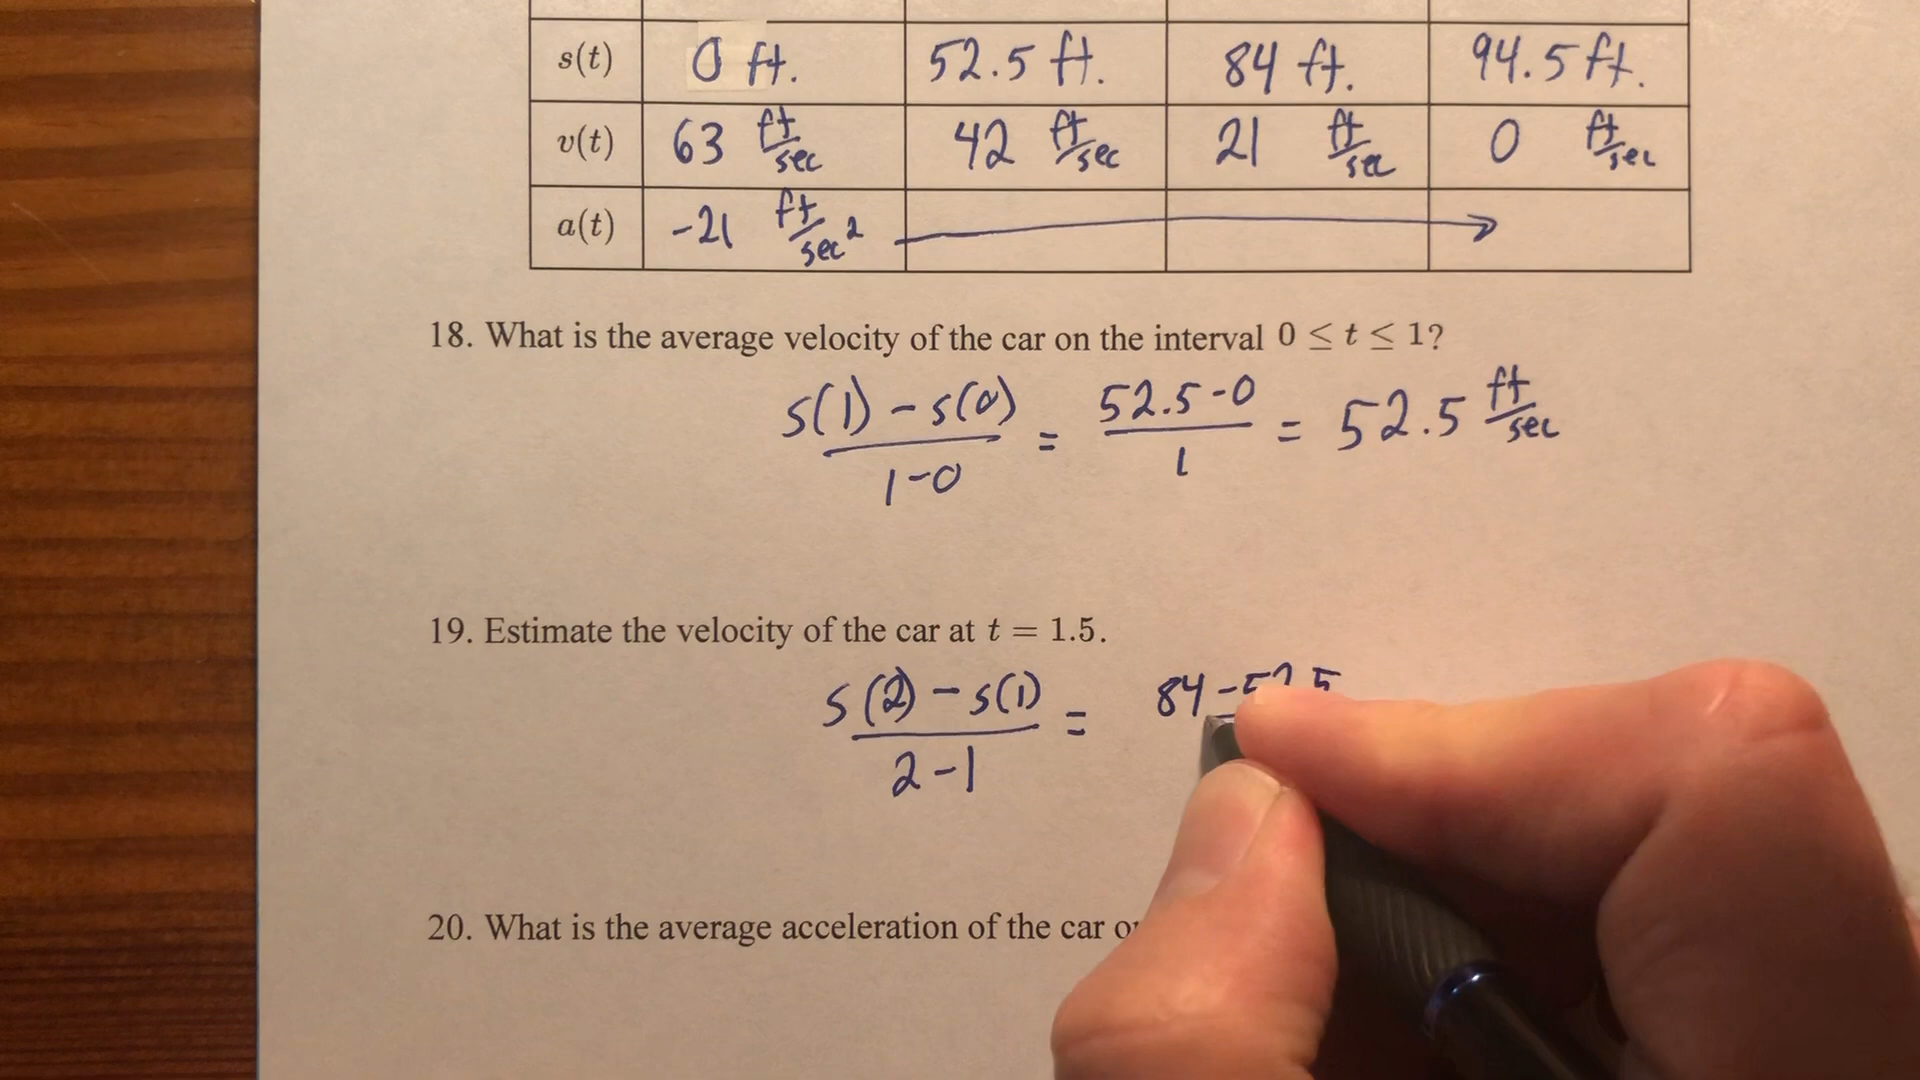 s(t) 0 ft. 52.5 ft. 84 ft. 94.5 ft.
v(t) 63 ft/sec 42 ft/sec 21 ft/sec 0 ft/sec
a(t) -21 ft/sec²
18. What is the average velocity of the car on the interval 0 ≤ t ≤ 1?
s(1) - s(0) / 1-0 = 52.5-0 / 1 = 52.5 ft/sec
19. Estimate the velocity of the car at t = 1.5.
s(2) - s(1) / 2-1 = 84-52.5
20. What is the average acceleration of the car